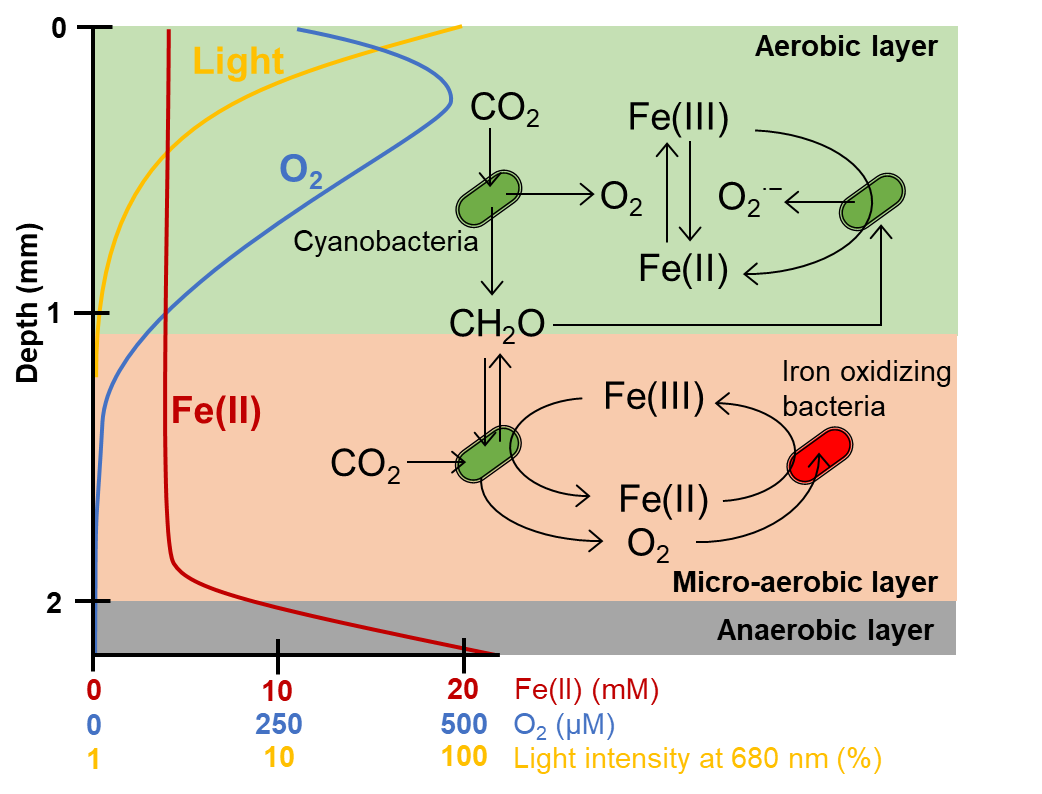 0
Aerobic layer
Light
CO₂
Fe(III)
O₂
O₂
O₂˙⁻
Cyanobacteria
Fe(II)
Depth (mm)
1
CH₂O
Iron oxidizing
bacteria
Fe(III)
Fe(II)
CO₂
Fe(II)
O₂
Micro-aerobic layer
2
Anaerobic layer
0 10 20 Fe(II) (mM)
0 250 500 O₂ (µM)
1 10 100 Light intensity at 680 nm (%)